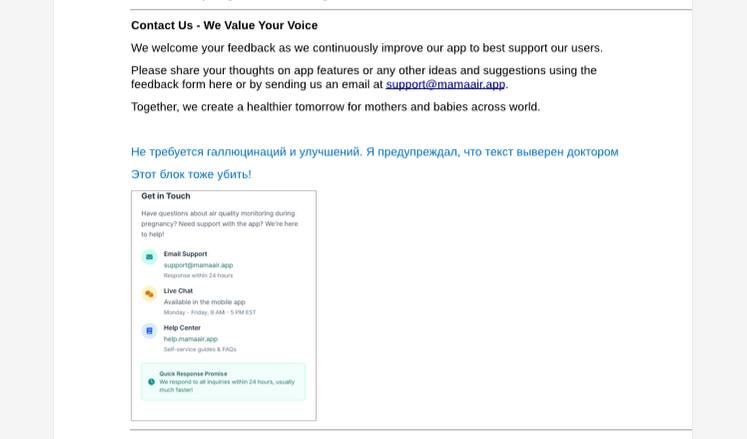 Contact Us - We Value Your Voice
We welcome your feedback as we continuously improve our app to best support our users.
Please share your thoughts on app features or any other ideas and suggestions using the
feedback form here or by sending us an email at support@mamaair.app.
Together, we create a healthier tomorrow for mothers and babies across world.
Не требуется галлюцинаций и улучшений. Я предупреждал, что текст выверен доктором
Этот блок тоже убить!
Get in Touch
Have questions about air quality monitoring during
pregnancy? Need support with the app? We're here
to help!
Email Support
support@mamaair.app
Response within 24 hours
Live Chat
Available in the mobile app
Monday - Friday, 9 AM - 5 PM EST
Help Center
help.mamaair.app
Self-service guides & FAQs
Quick Response Promise
We respond to all inquiries within 24 hours, usually
much faster!